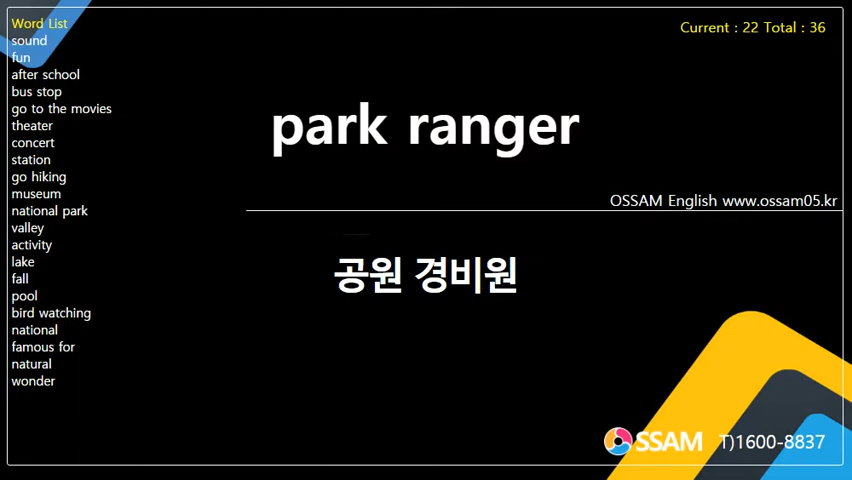 Word List
sound
fun
after school
bus stop
go to the movies
theater
concert
station
go hiking
museum
national park
valley
activity
lake
fall
pool
bird watching
national
famous for
natural
wonder
Current : 22 Total : 36
park ranger
OSSAM English www.ossam05.kr
공원 경비원
OSSAM T)1600-8837